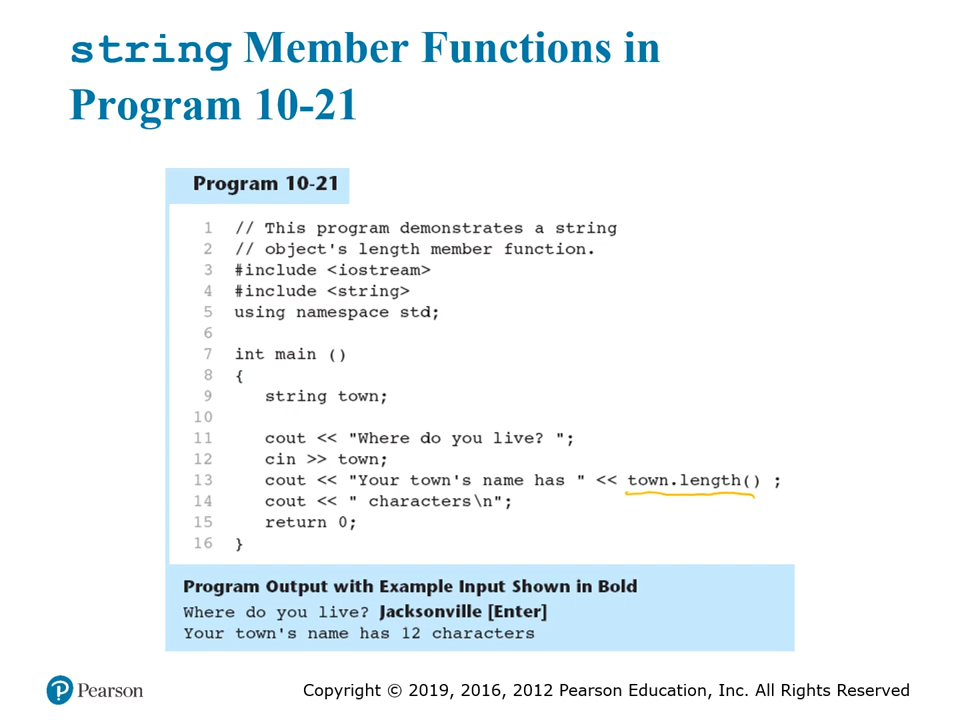 string Member Functions in
Program 10-21
Program 10-21
1 // This program demonstrates a string
2 // object's length member function.
3 #include <iostream>
4 #include <string>
5 using namespace std;
6
7 int main ()
8 {
9    string town;
10
11    cout << "Where do you live? ";
12    cin >> town;
13    cout << "Your town's name has " << town.length() ;
14    cout << " characters\n";
15    return 0;
16 }
Program Output with Example Input Shown in Bold
Where do you live? Jacksonville [Enter]
Your town's name has 12 characters
P Pearson
Copyright © 2019, 2016, 2012 Pearson Education, Inc. All Rights Reserved